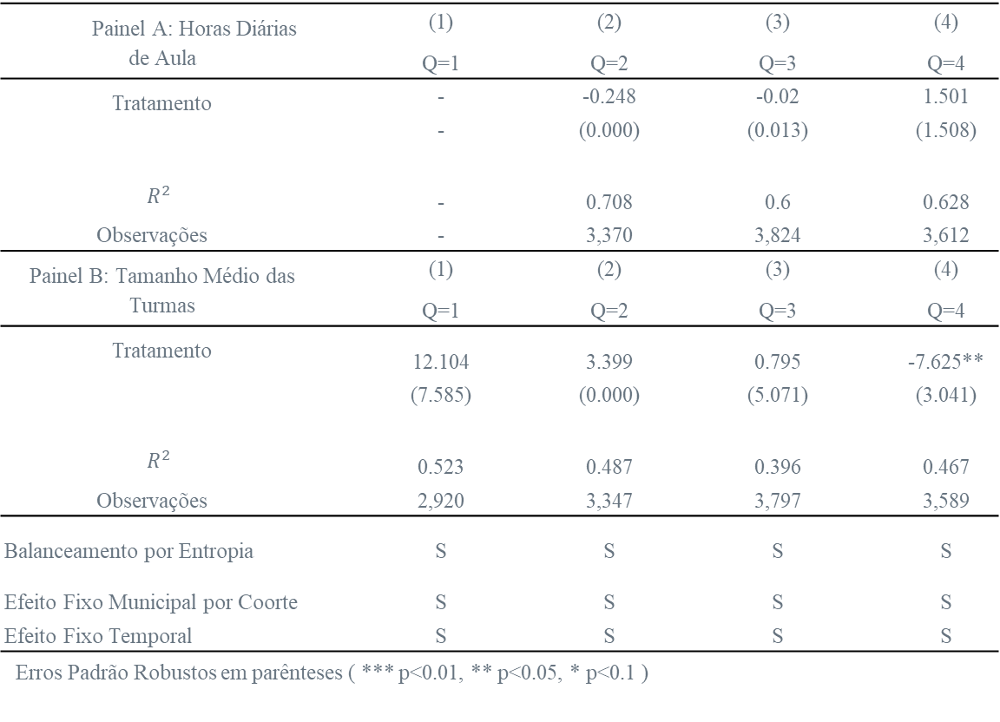 Painel A: Horas Diárias de Aula (1) (2) (3) (4)
Q=1 Q=2 Q=3 Q=4
Tratamento - -0.248 -0.02 1.501
- (0.000) (0.013) (1.508)
R² - 0.708 0.6 0.628
Observações - 3,370 3,824 3,612
Painel B: Tamanho Médio das Turmas (1) (2) (3) (4)
Q=1 Q=2 Q=3 Q=4
Tratamento 12.104 3.399 0.795 -7.625**
(7.585) (0.000) (5.071) (3.041)
R² 0.523 0.487 0.396 0.467
Observações 2,920 3,347 3,797 3,589
Balanceamento por Entropia S S S S
Efeito Fixo Municipal por Coorte S S S S
Efeito Fixo Temporal S S S S
Erros Padrão Robustos em parênteses ( *** p<0.01, ** p<0.05, * p<0.1 )